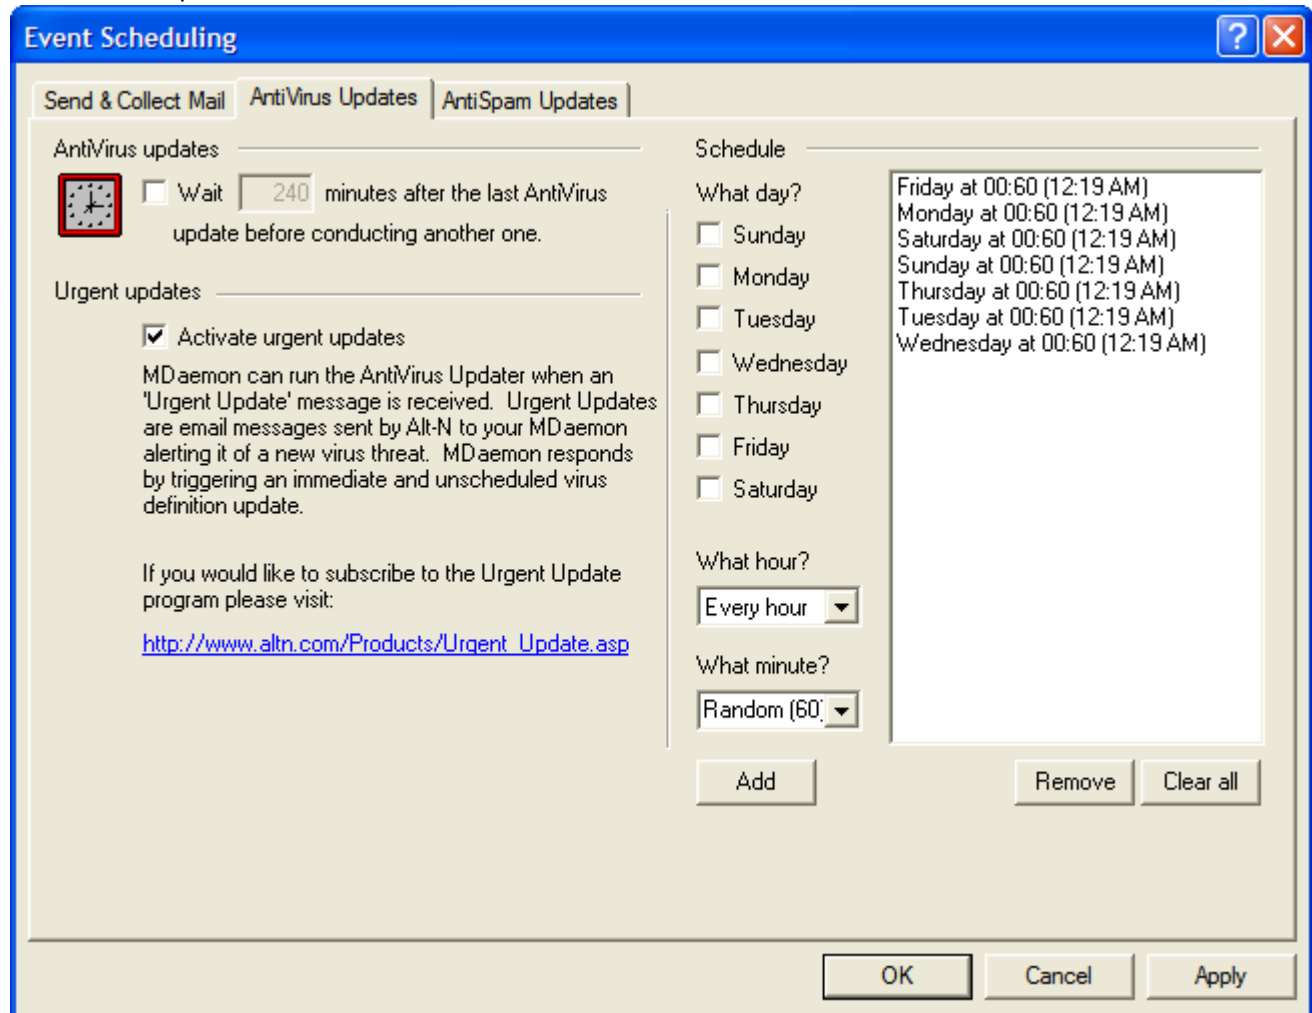 Event Scheduling
Send & Collect Mail
AntiVirus Updates
AntiSpam Updates
AntiVirus updates
Wait 240 minutes after the last AntiVirus
update before conducting another one.
Urgent updates
Activate urgent updates
MDaemon can run the AntiVirus Updater when an
'Urgent Update' message is received. Urgent Updates
are email messages sent by Alt-N to your MDaemon
alerting it of a new virus threat. MDaemon responds
by triggering an immediate and unscheduled virus
definition update.
If you would like to subscribe to the Urgent Update
program please visit:
http://www.altn.com/Products/Urgent_Update.asp
Schedule
What day?
Sunday
Monday
Tuesday
Wednesday
Thursday
Friday
Saturday
What hour?
Every hour
What minute?
Random (60)
Add
Friday at 00:60 (12:19 AM)
Monday at 00:60 (12:19 AM)
Saturday at 00:60 (12:19 AM)
Sunday at 00:60 (12:19 AM)
Thursday at 00:60 (12:19 AM)
Tuesday at 00:60 (12:19 AM)
Wednesday at 00:60 (12:19 AM)
Remove
Clear all
OK
Cancel
Apply